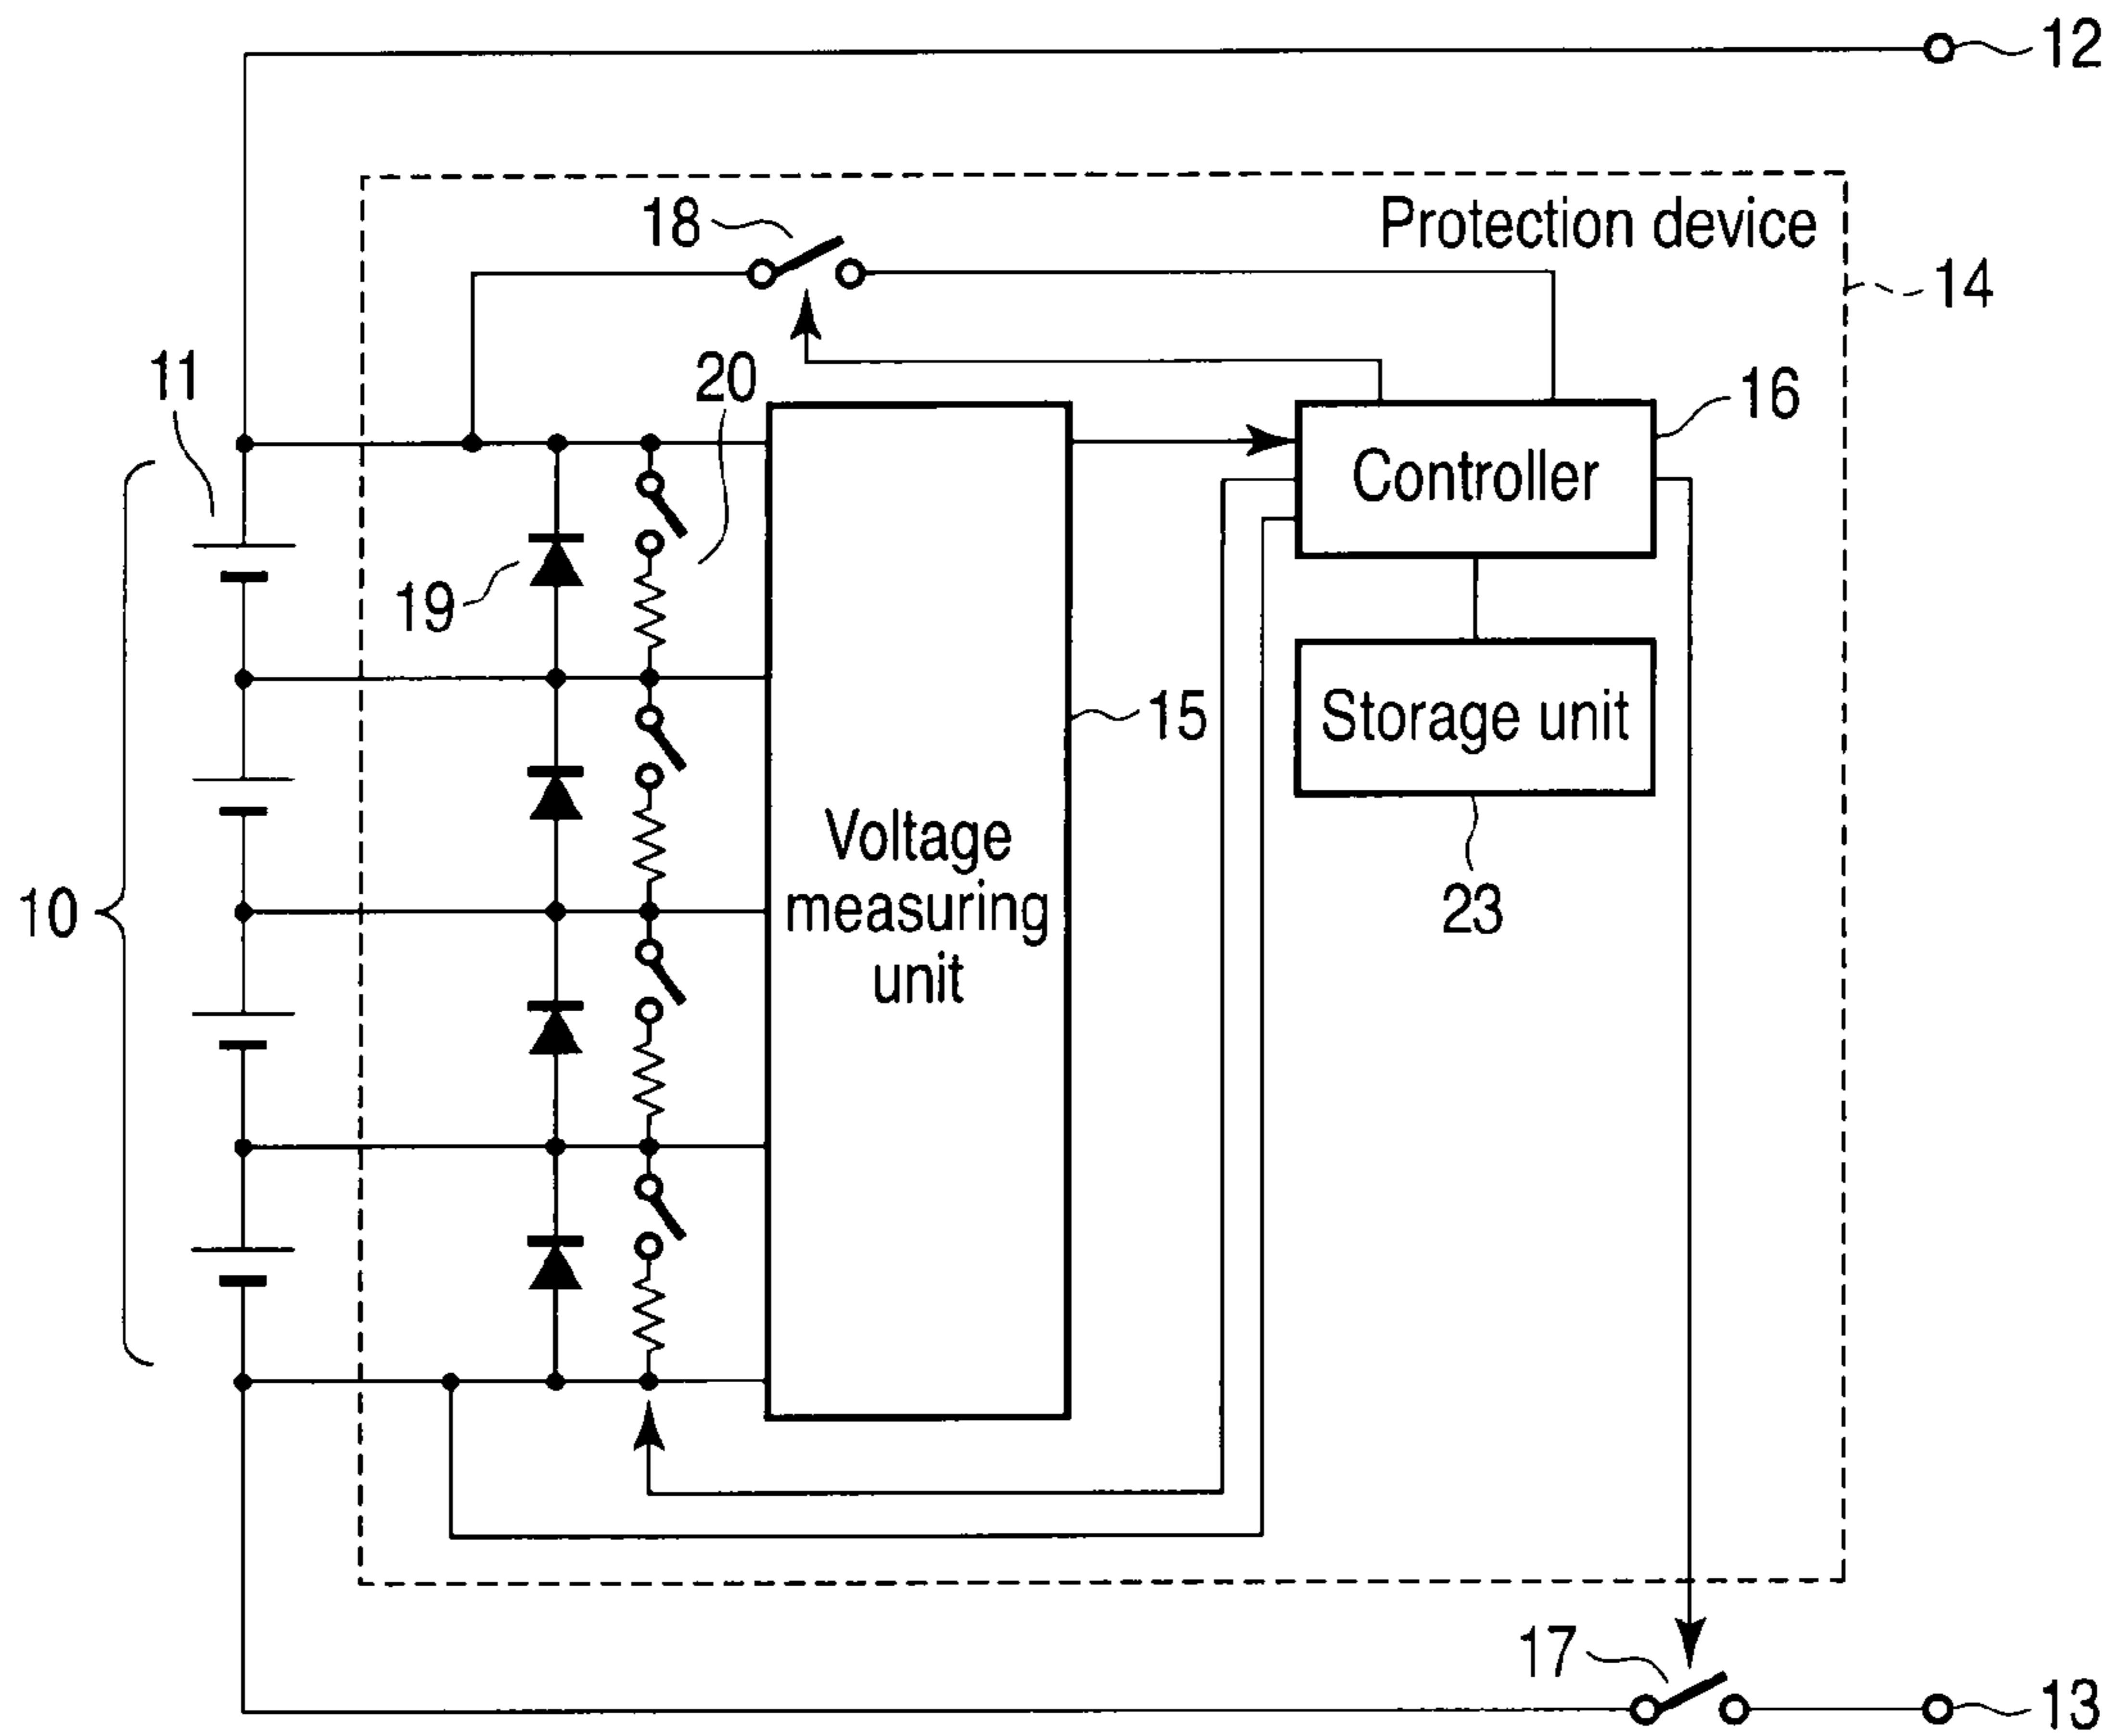 12
18
Protection device
14
11
20
16
Controller
19
15
Storage unit
Voltage
measuring
unit
10
23
17
13